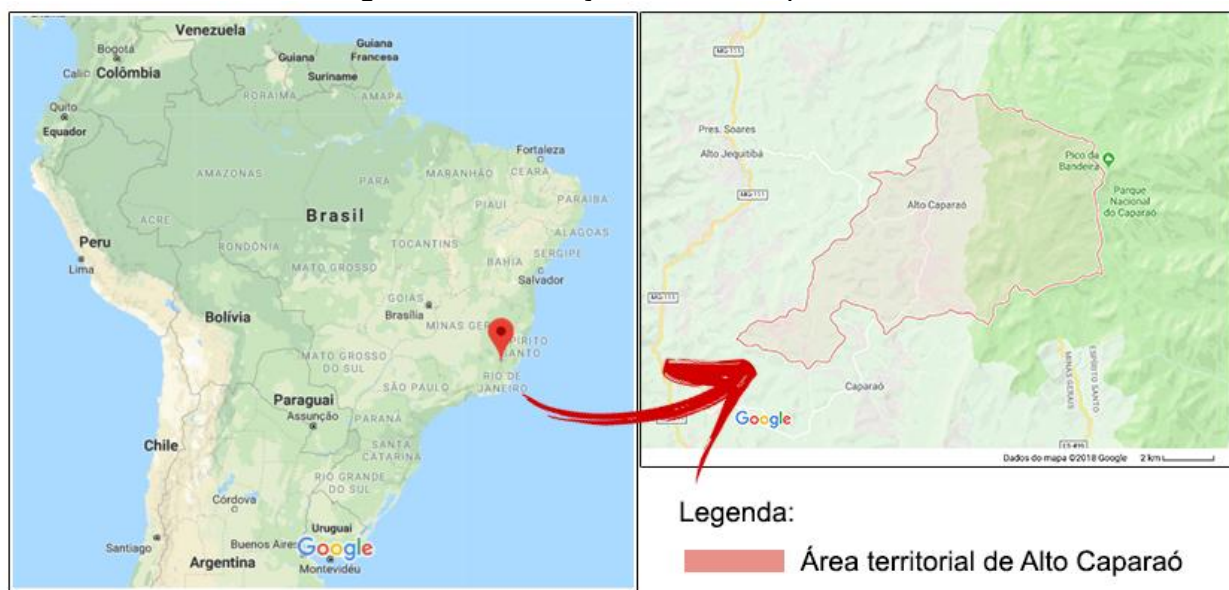 Venezuela
Bogotá
Cali
Colômbia
Guiana
Guiana
Francesa
Suriname
RORAIMA
AMAPÁ
Quito
Equador
Fortaleza
AMAZONAS
PARÁ
MARANHÃO
CEARÁ
Brasil
PIAUÍ
PARAÍBA
ACRE
ALAGOAS
Peru
RONDÔNIA
TOCANTINS
SERGIPE
Lima
MATO GROSSO
BAHIA
Salvador
GOIÁS
Bolívia
Brasília
MINAS GER
PÍRITO
SANTO
MATO GROSSO
DO SUL
RIO DE
JANEIRO
SÃO PAULO
Paraguai
Assunção
PARANÁ
Chile
SANTA
CATARINA
RIO GRANDE
DO SUL
Córdova
Uruguai
Santiago
Buenos Aires
Google
Argentina
Montevidéu
MG-111
Pres. Soares
Alto Jequitibá
Pico da
Bandeira
MG-111
Alto Caparaó
Parque
Nacional
do Caparaó
MG-111
Caparaó
MINAS GERAIS
ESPÍRITO SANTO
Google
ES-495
Dados do mapa ©2018 Google 2 km
Legenda:
Área territorial de Alto Caparaó